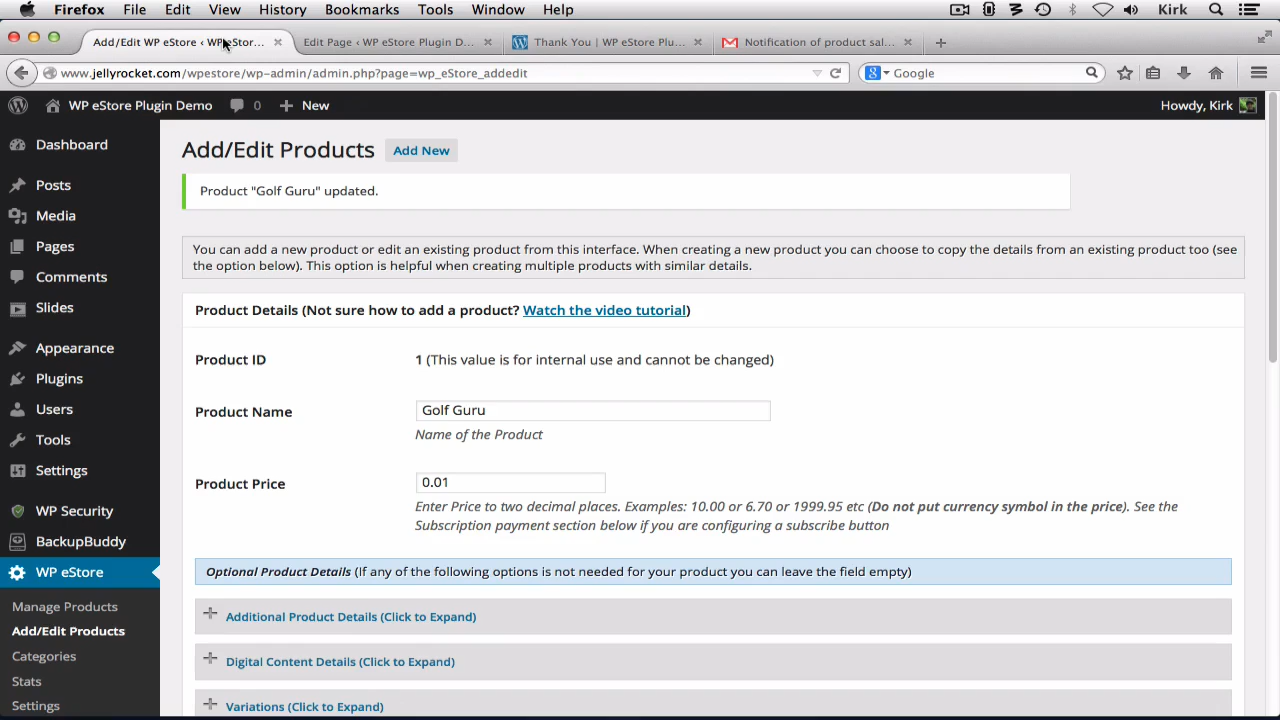 Firefox File Edit View History Bookmarks Tools Window Help Kirk
Add/Edit WP eStore ‹ WP eStor... Edit Page ‹ WP eStore Plugin D... Thank You | WP eStore Plu... Notification of product sal...
www.jellyrocket.com/wpestore/wp-admin/admin.php?page=wp_eStore_addedit Google
WP eStore Plugin Demo 0 New Howdy, Kirk
Dashboard
Posts
Media
Pages
Comments
Slides
Appearance
Plugins
Users
Tools
Settings
WP Security
BackupBuddy
WP eStore
Manage Products
Add/Edit Products
Categories
Stats
Settings
Add/Edit Products Add New
Product "Golf Guru" updated.
You can add a new product or edit an existing product from this interface. When creating a new product you can choose to copy the details from an existing product too (see
the option below). This option is helpful when creating multiple products with similar details.
Product Details (Not sure how to add a product? Watch the video tutorial)
Product ID 1 (This value is for internal use and cannot be changed)
Product Name Golf Guru
Name of the Product
Product Price 0.01
Enter Price to two decimal places. Examples: 10.00 or 6.70 or 1999.95 etc (Do not put currency symbol in the price). See the
Subscription payment section below if you are configuring a subscribe button
Optional Product Details (If any of the following options is not needed for your product you can leave the field empty)
Additional Product Details (Click to Expand)
Digital Content Details (Click to Expand)
Variations (Click to Expand)